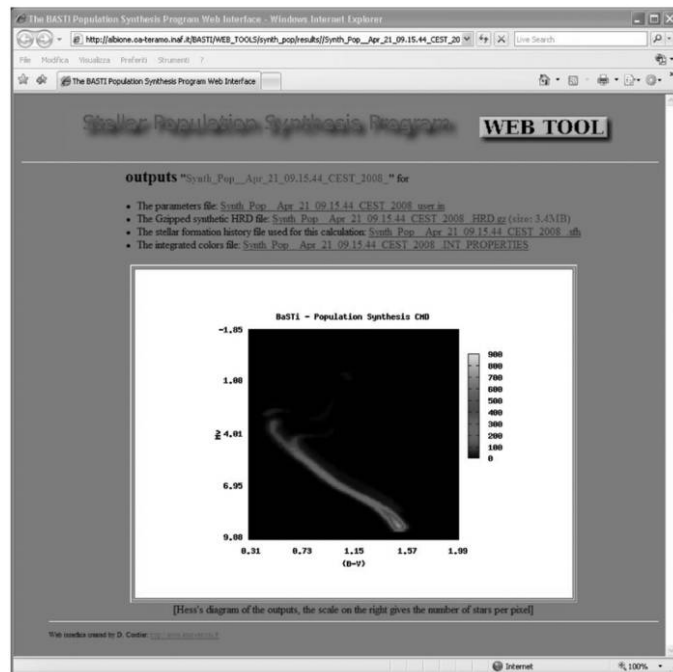 The BASTI Population Synthesis Program Web Interface - Windows Internet Explorer
http://albione.oa-teramo.inaf.it/BASTI/WEB_TOOLS/synth_pop/results//Synth_Pop__Apr_21_09.15.44_CEST_20
Live Search
File Modifica Visualizza Preferiti Strumenti ?
The BASTI Population Synthesis Program Web Interface
Stellar Population Synthesis Program WEB TOOL
outputs "Synth_Pop__Apr_21_09.15.44_CEST_2008_" for
• The parameters file: Synth_Pop__Apr_21_09.15.44_CEST_2008_user.in
• The Gzipped synthetic HRD file: Synth_Pop__Apr_21_09.15.44_CEST_2008_.HRD.gz (size: 3.4MB)
• The stellar formation history file used for this calculation: Synth_Pop__Apr_21_09.15.44_CEST_2008_.sfh
• The integrated colors file: Synth_Pop__Apr_21_09.15.44_CEST_2008_.INT_PROPERTIES
BaSTi - Population Synthesis CMD
-1.85
1.08
4.01
6.95
9.08
Mv
0.31 0.73 1.15 1.57 1.99
(B-V)
900
800
700
600
500
400
300
200
100
0
[Hess's diagram of the outputs, the scale on the right gives the number of stars per pixel]
Web interface created by D. Cordier:
Internet
100%